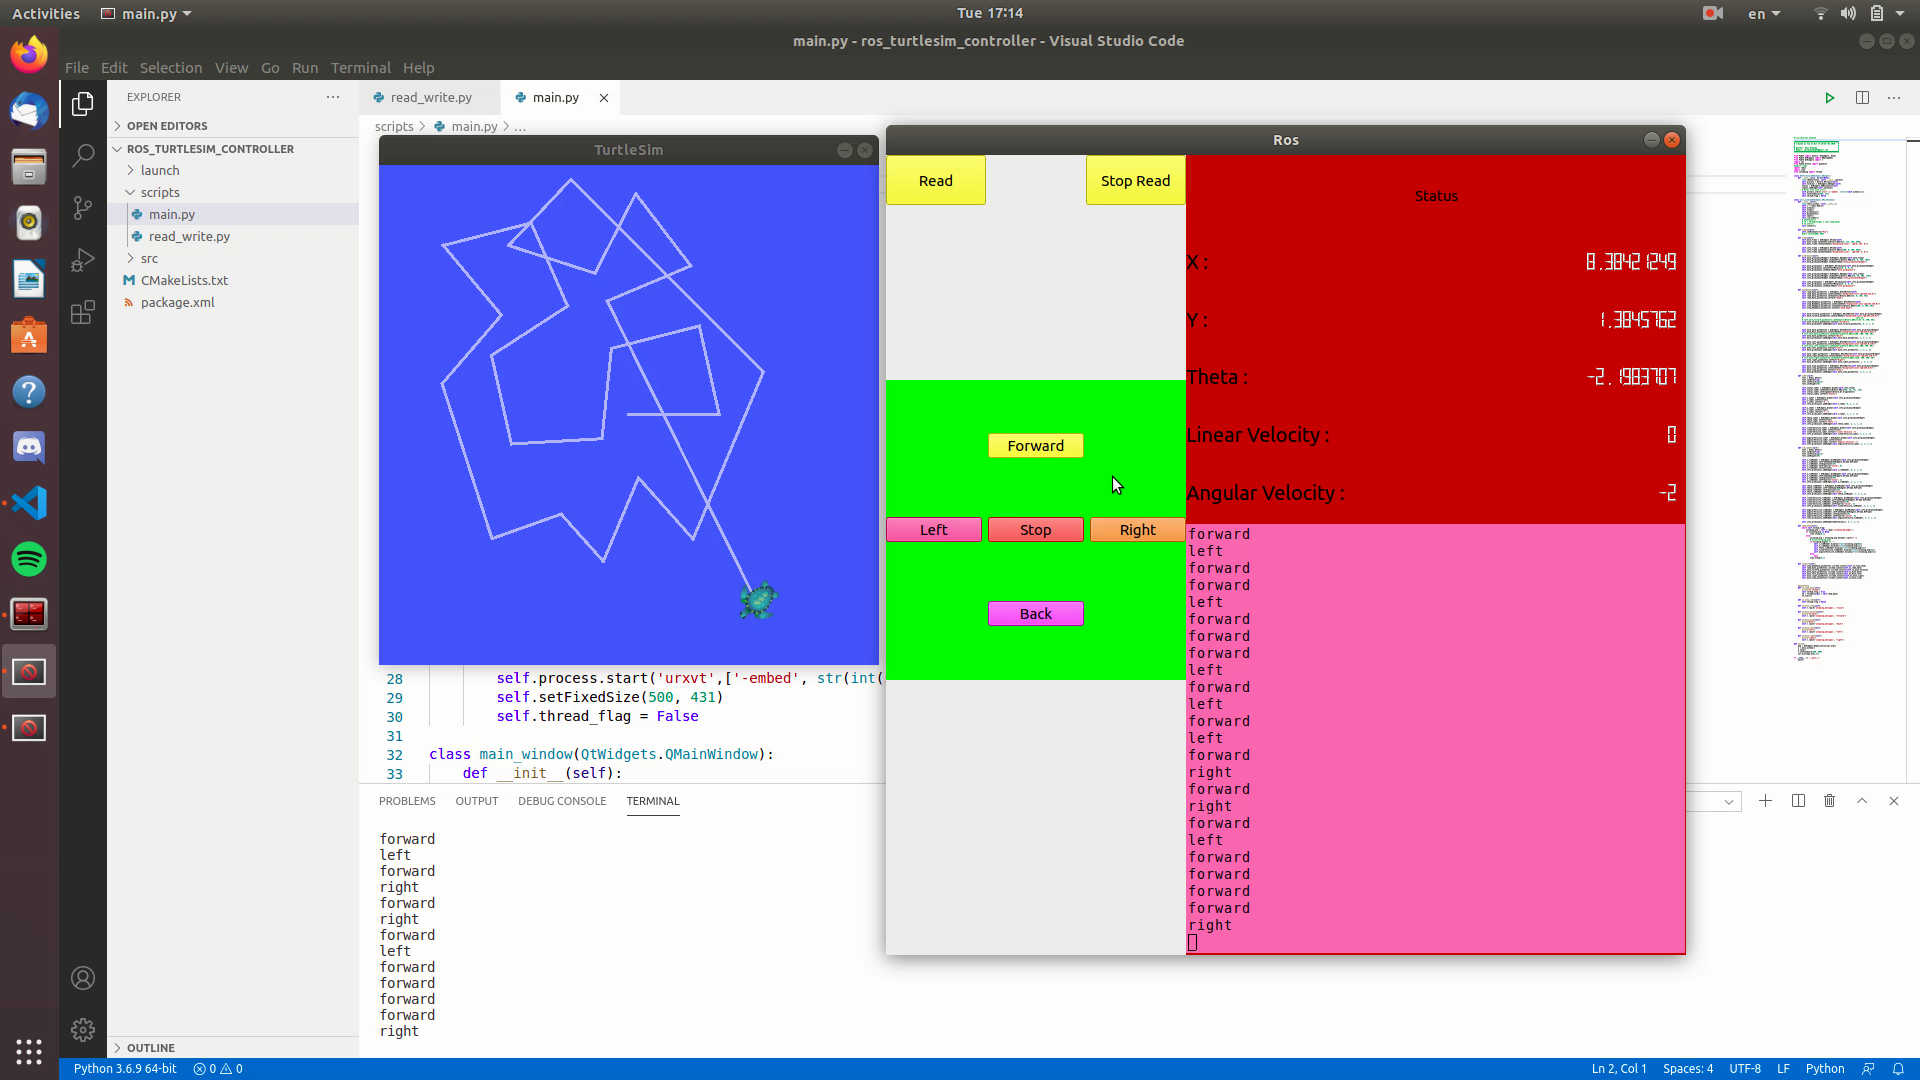 Activities
main.py
Tue 17:14
en
main.py - ros_turtlesim_controller - Visual Studio Code
File Edit Selection View Go Run Terminal Help
EXPLORER
OPEN EDITORS
ROS_TURTLESIM_CONTROLLER
launch
scripts
main.py
read_write.py
src
CMakeLists.txt
package.xml
OUTLINE
read_write.py
main.py
scripts > main.py > ...
TurtleSim
28 self.process.start('urxvt',['-embed', str(int(
29 self.setFixedSize(500, 431)
30 self.thread_flag = False
31
32 class main_window(QtWidgets.QMainWindow):
33 def __init__(self):
Ros
Read
Stop Read
Forward
Left
Stop
Right
Back
Status
X : 8.38421249
Y : 1.3845762
Theta : -2.1983707
Linear Velocity : 0
Angular Velocity : -2
forward
left
forward
forward
left
forward
forward
forward
left
forward
left
forward
left
forward
right
forward
right
forward
left
forward
forward
forward
forward
right
PROBLEMS OUTPUT DEBUG CONSOLE TERMINAL
forward
left
forward
right
forward
right
forward
left
forward
forward
forward
forward
right
Python 3.6.9 64-bit 0 0
Ln 2, Col 1 Spaces: 4 UTF-8 LF Python